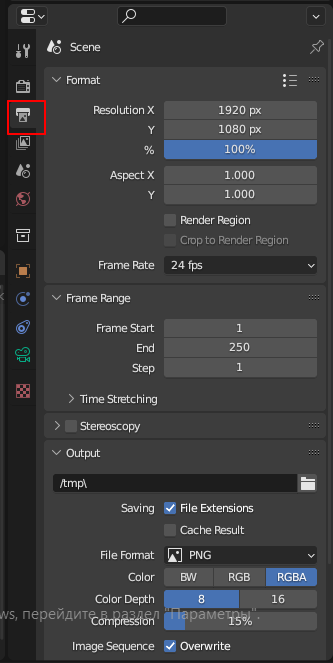 Scene
Format
Resolution X 1920 px
Y 1080 px
% 100%
Aspect X 1.000
Y 1.000
Render Region
Crop to Render Region
Frame Rate 24 fps
Frame Range
Frame Start 1
End 250
Step 1
Time Stretching
Stereoscopy
Output
/tmp\
Saving File Extensions
Cache Result
File Format PNG
Color BW RGB RGBA
Color Depth 8 16
ws, перейдите в раздел "Параметры".
Compression 15%
Image Sequence Overwrite